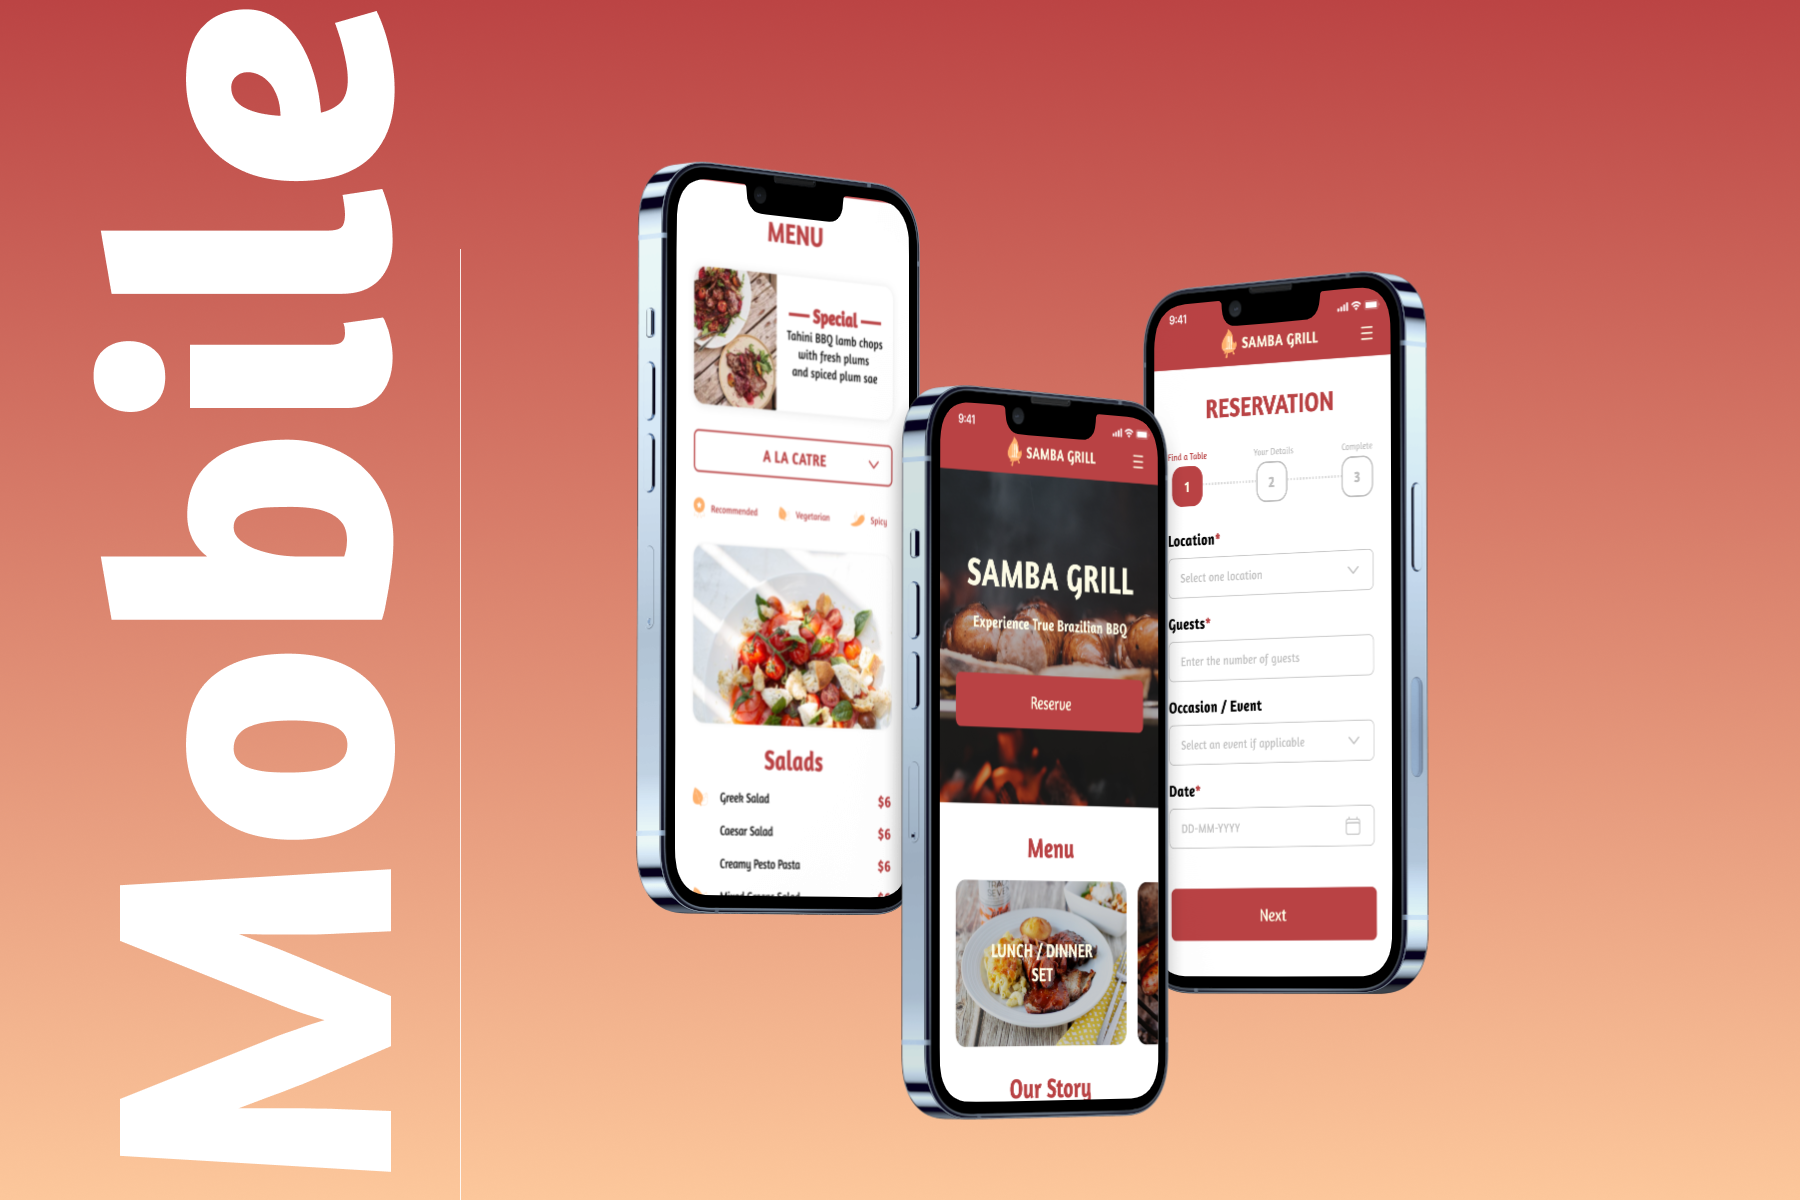 Mobile
MENU
Special
Tahini BBQ lamb chops
with fresh plums
and spiced plum sae
A LA CATRE
Recommended
Vegetarian
Spicy
Salads
Greek Salad $6
Caesar Salad $6
Creamy Pesto Pasta $6
Mixed Greens Salad $6
9:41
SAMBA GRILL
SAMBA GRILL
Experience True Brazilian BBQ
Reserve
Menu
LUNCH / DINNER
SET
Our Story
9:41
SAMBA GRILL
RESERVATION
Find a Table
Your Details
Complete
1
2
3
Location*
Select one location
Guests*
Enter the number of guests
Occasion / Event
Select an event if applicable
Date*
DD-MM-YYYY
Next